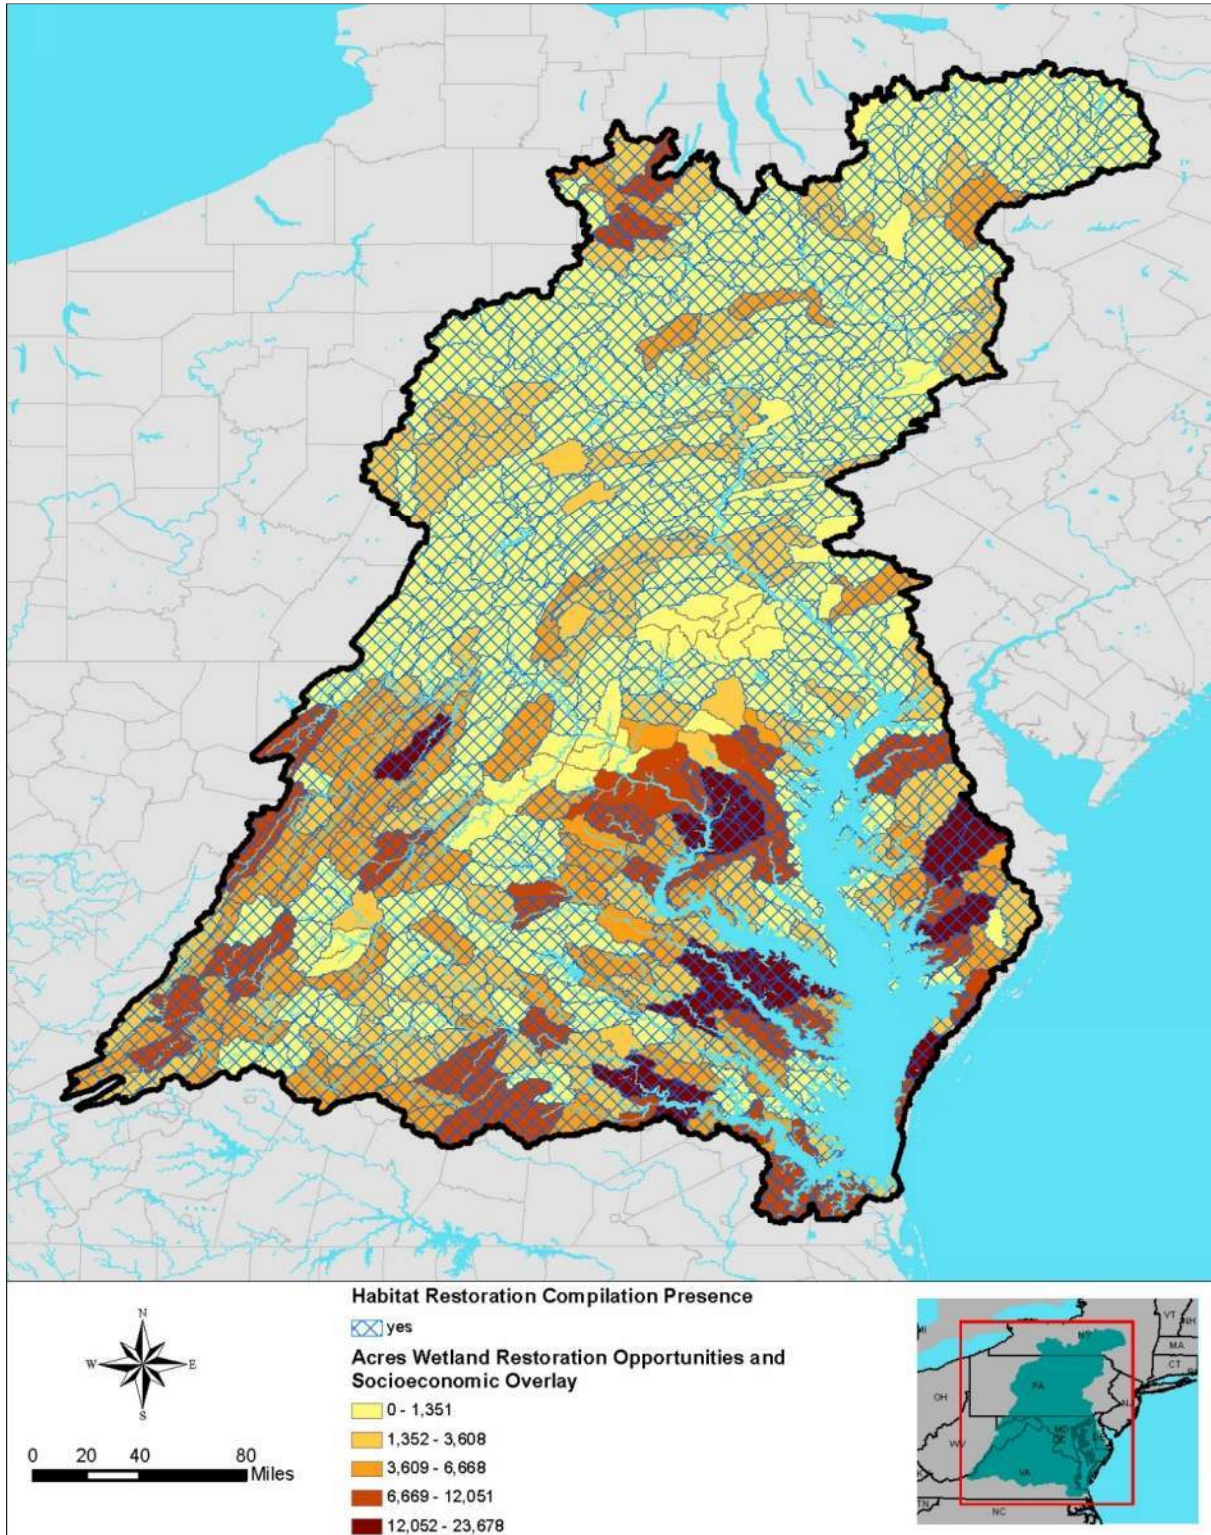 Habitat Restoration Compilation Presence
yes
Acres Wetland Restoration Opportunities and
Socioeconomic Overlay
0 - 1,351
1,352 - 3,608
3,609 - 6,668
6,669 - 12,051
12,052 - 23,678
N
W E
S
0 20 40 80
Miles
MI
NY
VT
NH
MA
CT
PA
OH
NJ
MD
DC
DE
WV
VA
TN
NC